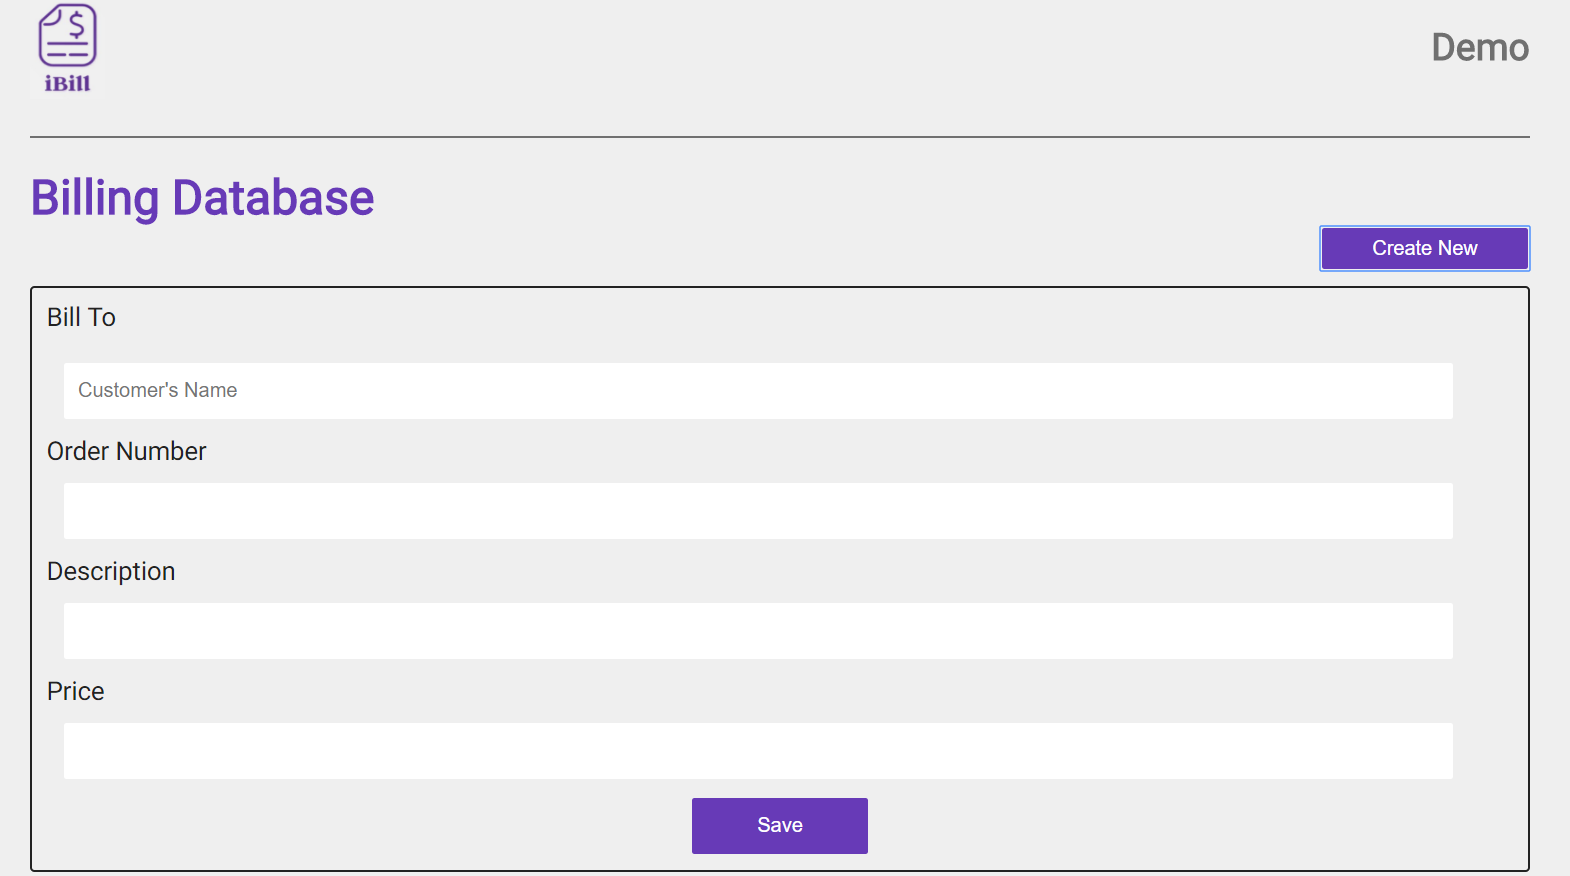 iBill
Demo
Billing Database
Create New
Bill To
Customer's Name
Order Number
Description
Price
Save